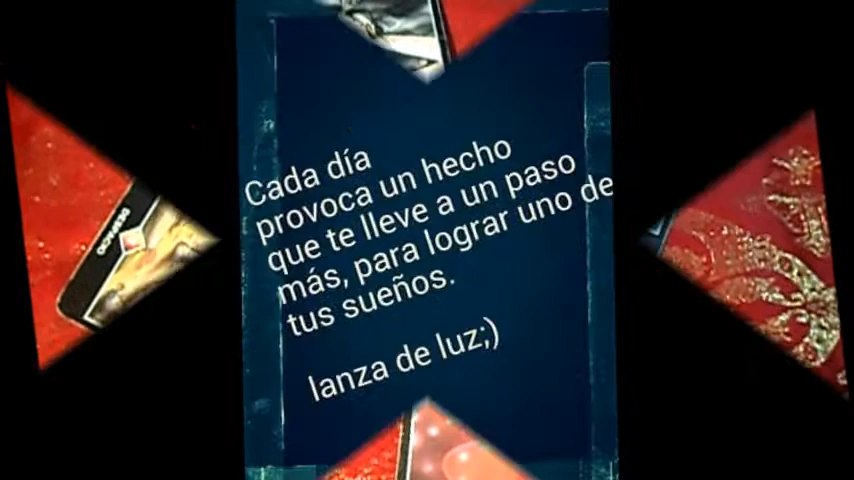 Cada día
provoca un hecho
que te lleve a un paso
más, para lograr uno de
tus sueños.
lanza de luz;)
DESPACIO